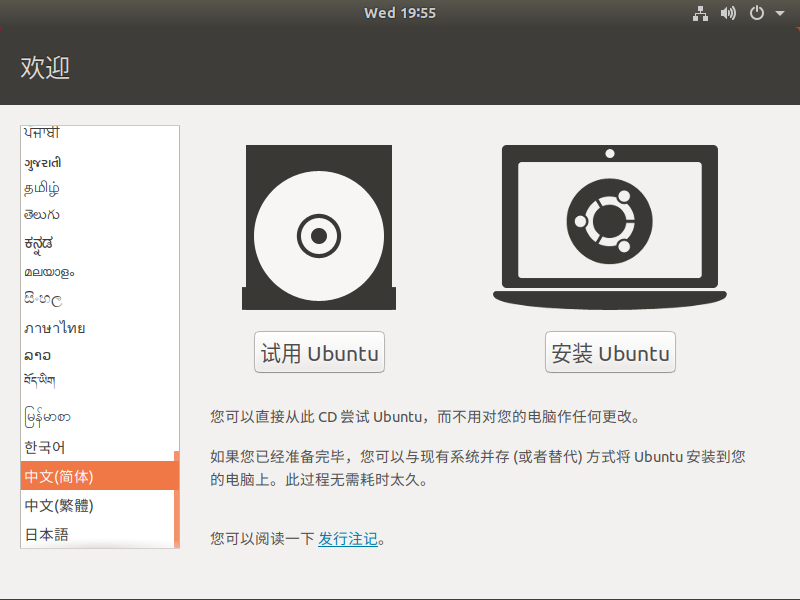 Wed 19:55
欢迎
ਪੰਜਾਬੀ
ગુજરાતી
தமிழ்
తెలుగు
ಕನ್ನಡ
മലയാളം
සිංහල
ภาษาไทย
ລາວ
བོད་ཡིག
မြန်မာစာ
한국어
中文(简体)
中文(繁體)
日本語
试用 Ubuntu
安装 Ubuntu
您可以直接从此 CD 尝试 Ubuntu，而不用对您的电脑作任何更改。
如果您已经准备完毕，您可以与现有系统并存 (或者替代) 方式将 Ubuntu 安装到您
的电脑上。此过程无需耗时太久。
您可以阅读一下 发行注记。